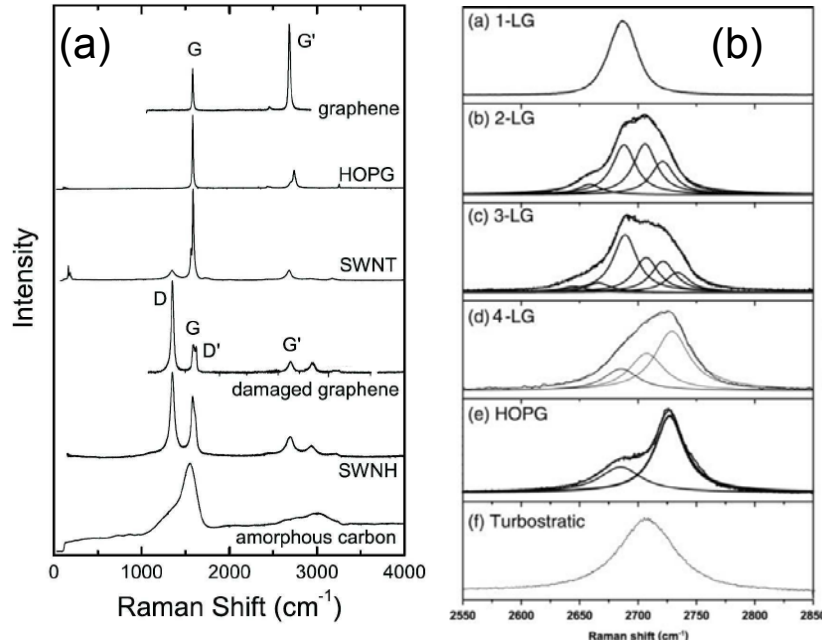 (a)
G
G'
graphene
HOPG
SWNT
D
G
D'
G'
damaged graphene
SWNH
amorphous carbon
Intensity
0 1000 2000 3000 4000
Raman Shift (cm-1)
(b)
(a) 1-LG
(b) 2-LG
(c) 3-LG
(d) 4-LG
(e) HOPG
(f) Turbostratic
2550 2600 2650 2700 2750 2800 2850
Raman shift (cm-1)